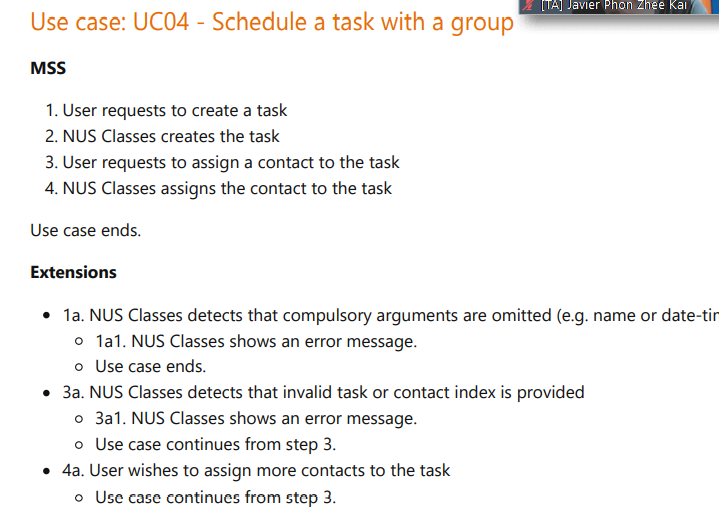 Use case: UC04 - Schedule a task with a group
[TA] Javier Phon Zhee Kai
MSS
1. User requests to create a task
2. NUS Classes creates the task
3. User requests to assign a contact to the task
4. NUS Classes assigns the contact to the task
Use case ends.
Extensions
• 1a. NUS Classes detects that compulsory arguments are omitted (e.g. name or date-tir
◦ 1a1. NUS Classes shows an error message.
◦ Use case ends.
• 3a. NUS Classes detects that invalid task or contact index is provided
◦ 3a1. NUS Classes shows an error message.
◦ Use case continues from step 3.
• 4a. User wishes to assign more contacts to the task
◦ Use case continues from step 3.